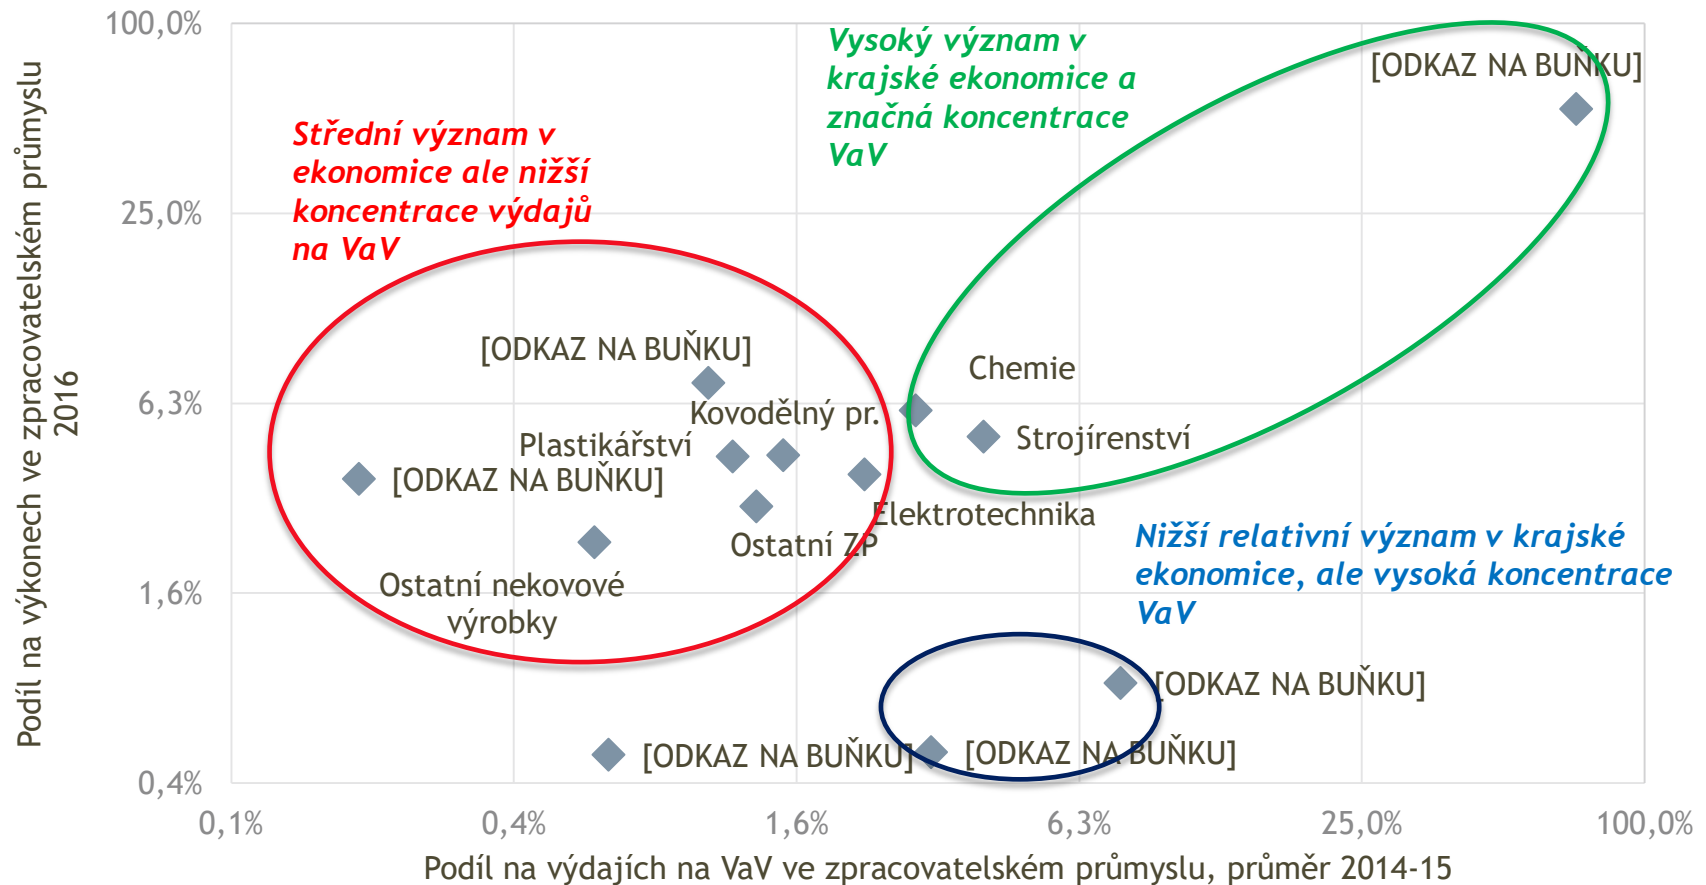 100,0%
25,0%
6,3%
1,6%
0,4%
Podíl na výkonech ve zpracovatelském průmyslu
2016
Vysoký význam v
krajské ekonomice a
značná koncentrace
VaV
[ODKAZ NA BUŇKU]
Střední význam v
ekonomice ale nižší
koncentrace výdajů
na VaV
[ODKAZ NA BUŇKU]
Chemie
Kovodělný pr.
Strojírenství
Plastikářství
[ODKAZ NA BUŇKU]
Elektrotechnika
Ostatní ZP
Ostatní nekovové
výrobky
Nižší relativní význam v krajské
ekonomice, ale vysoká koncentrace
VaV
[ODKAZ NA BUŇKU]
[ODKAZ NA BUŇKU]
[ODKAZ NA BUŇKU]
0,1%
0,4%
1,6%
6,3%
25,0%
100,0%
Podíl na výdajích na VaV ve zpracovatelském průmyslu, průměr 2014-15